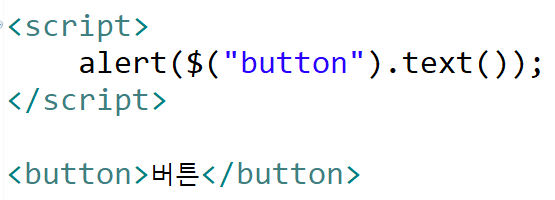 <script>
alert($("button").text());
</script>
<button>버튼</button>